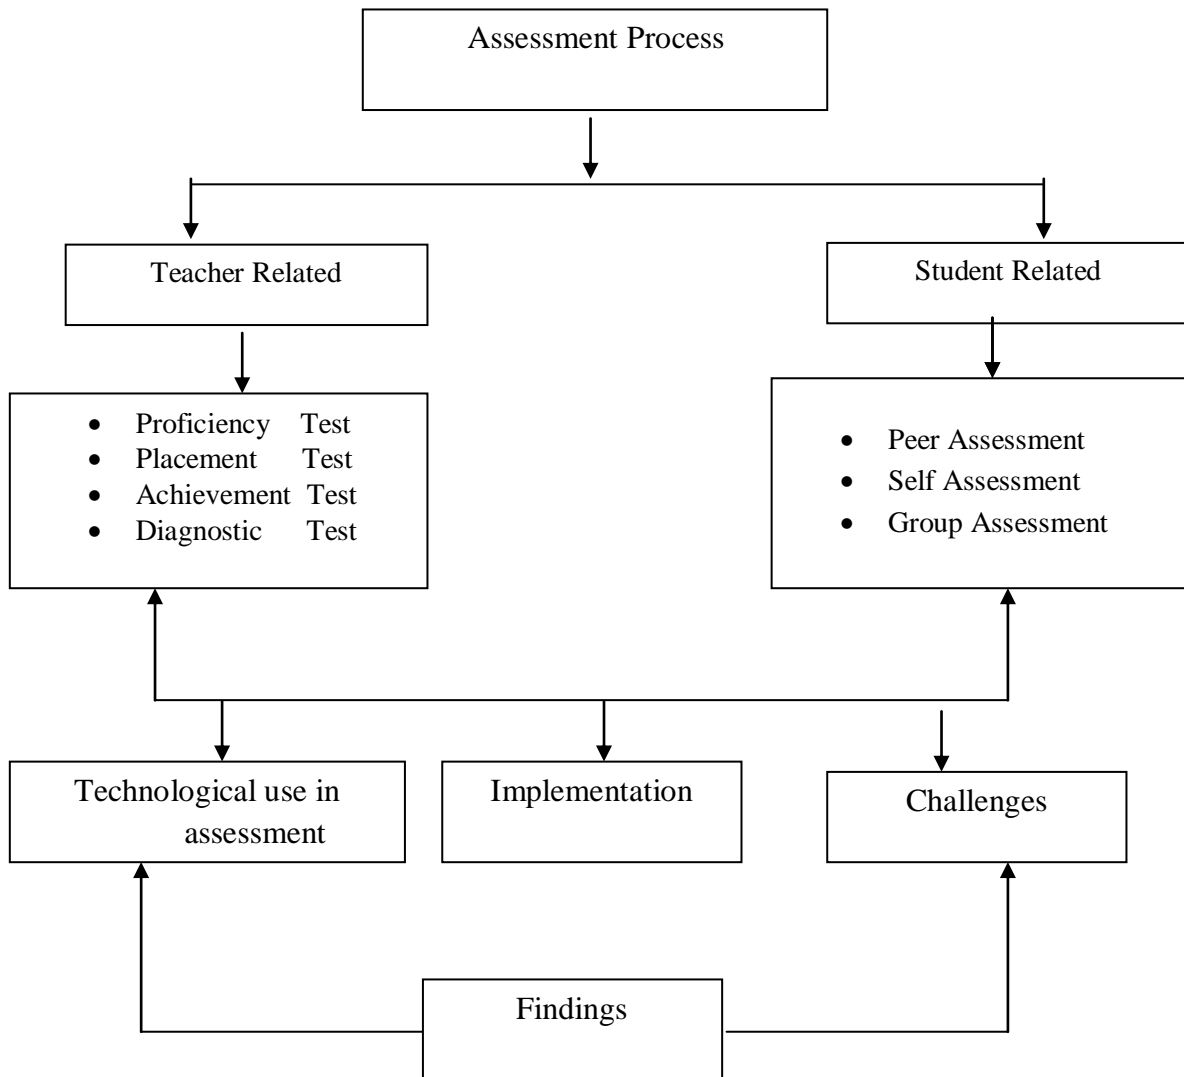 Assessment Process
Teacher Related
Student Related
• Proficiency Test
• Placement Test
• Achievement Test
• Diagnostic Test
• Peer Assessment
• Self Assessment
• Group Assessment
Technological use in
assessment
Implementation
Challenges
Findings